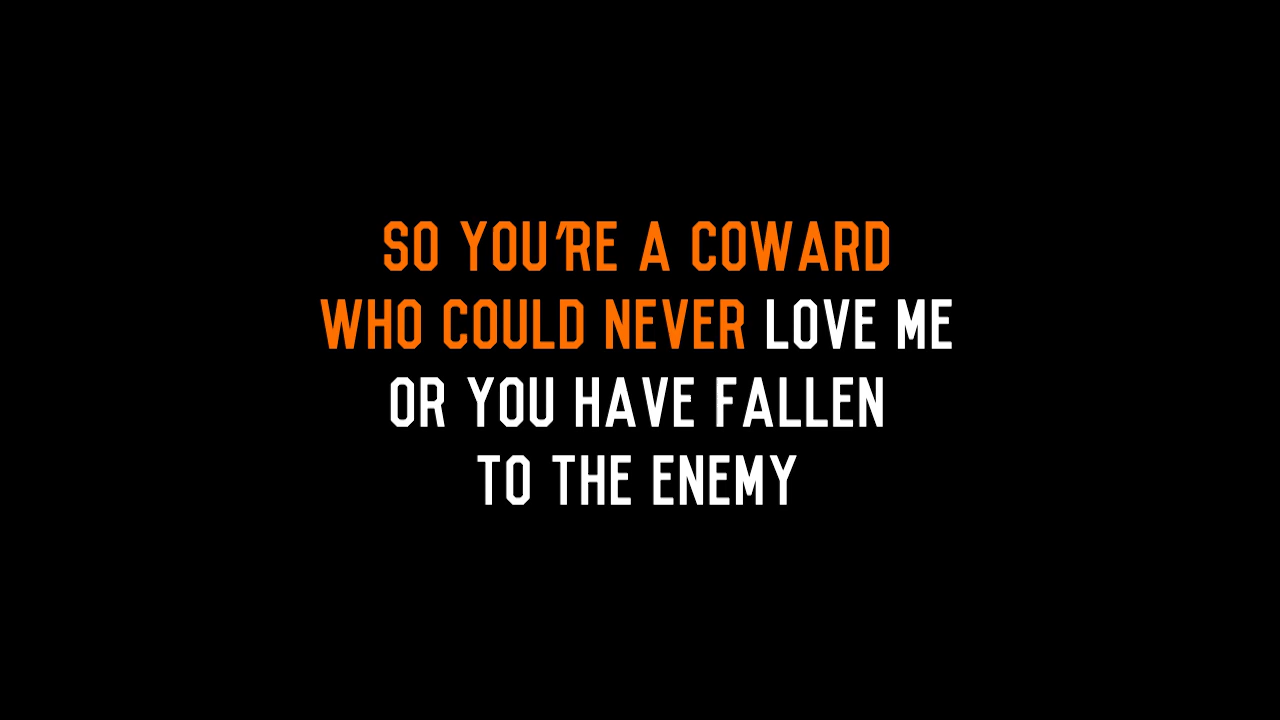 SO YOU'RE A COWARD
WHO COULD NEVER LOVE ME
OR YOU HAVE FALLEN
TO THE ENEMY